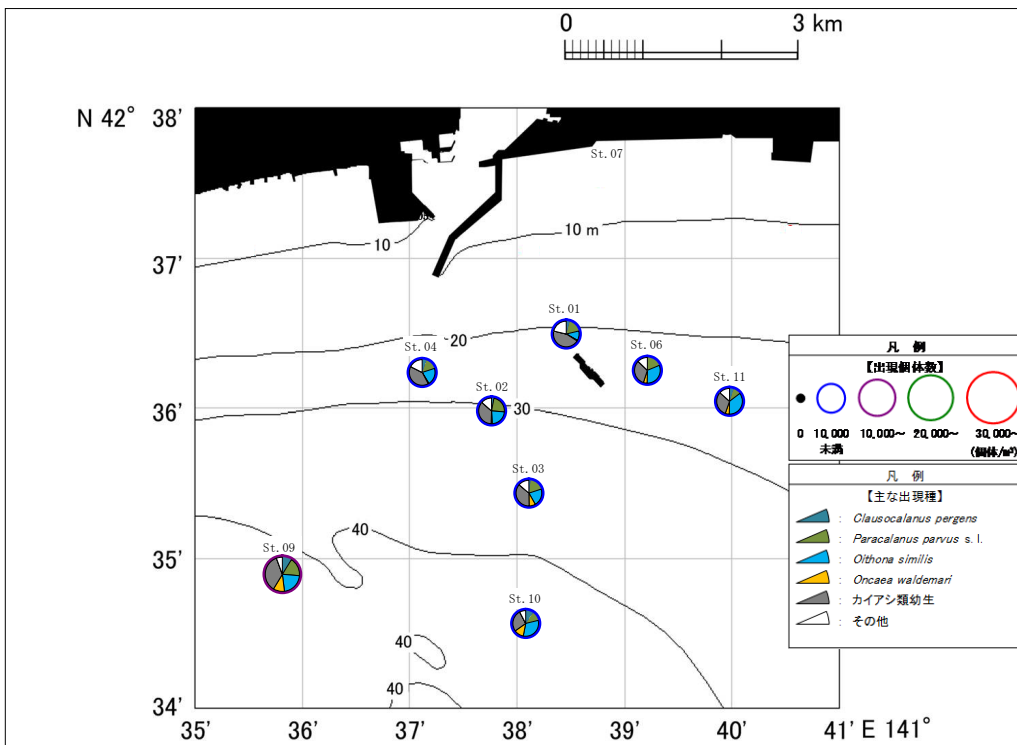 0 3 km
N 42° 38'
St.07
10
10 m
37'
St.01
20
St.04
St.06
St.11
St.02
36'
30
St.03
40
St.09
35'
St.10
40
40
34'
35' 36' 37' 38' 39' 40' 41' E 141°
凡 例
【出現個体数】
0 10,000 10,000~ 20,000~ 30,000~
未満 (個体/m³)
凡 例
【主な出現種】
: Clausocalanus pergens
: Paracalanus parvus s.l.
: Oithona similis
: Oncaea waldemari
: カイアシ類幼生
: その他